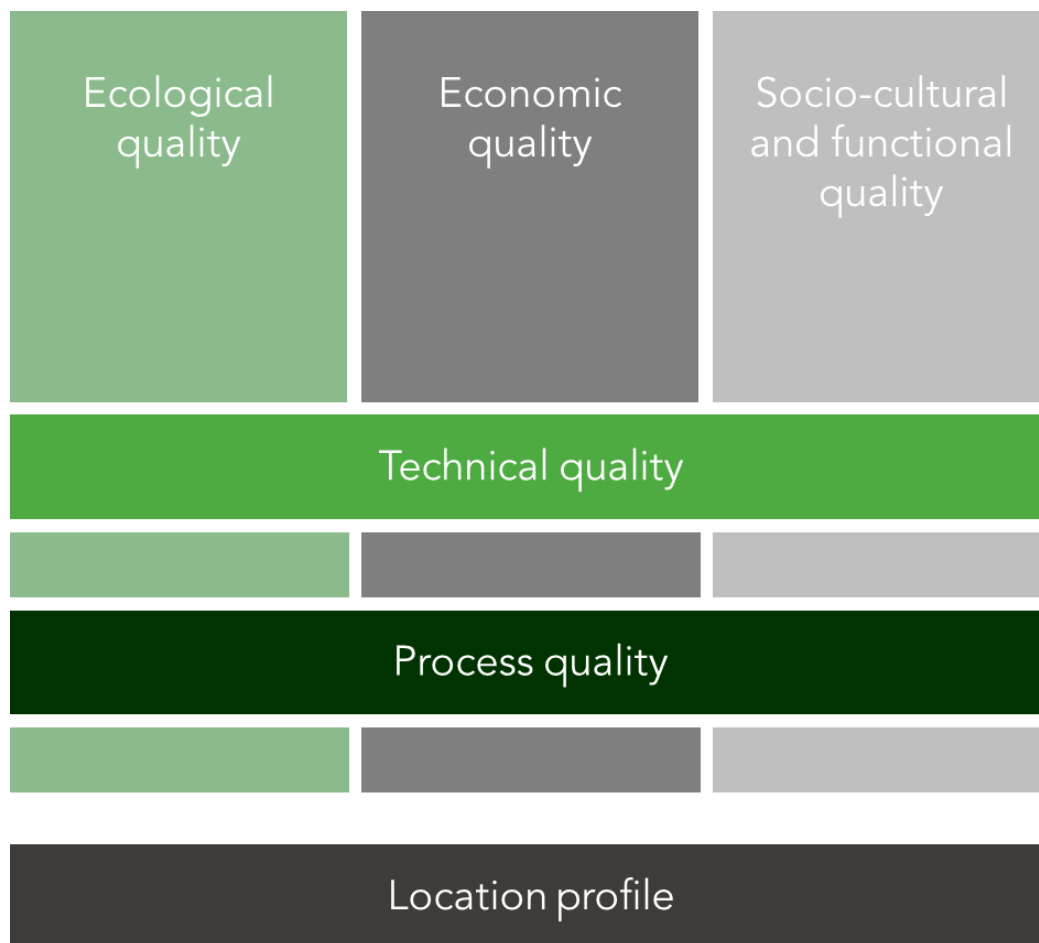 Ecological
quality
Economic
quality
Socio-cultural
and functional
quality
Technical quality
Process quality
Location profile